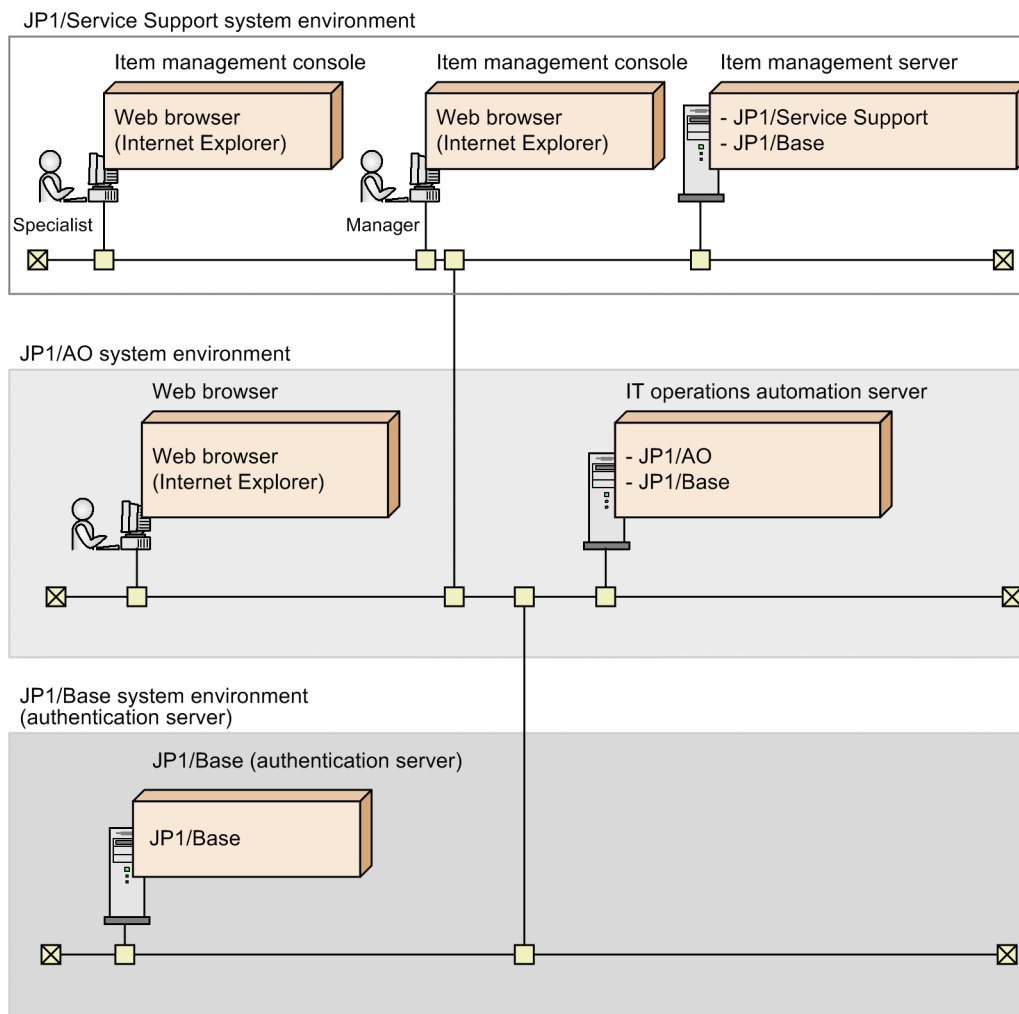 JP1/Service Support system environment
Item management console
Item management console
Item management server
Web browser
(Internet Explorer)
Web browser
(Internet Explorer)
- JP1/Service Support
- JP1/Base
Specialist
Manager
JP1/AO system environment
Web browser
IT operations automation server
Web browser
(Internet Explorer)
- JP1/AO
- JP1/Base
JP1/Base system environment
(authentication server)
JP1/Base (authentication server)
JP1/Base